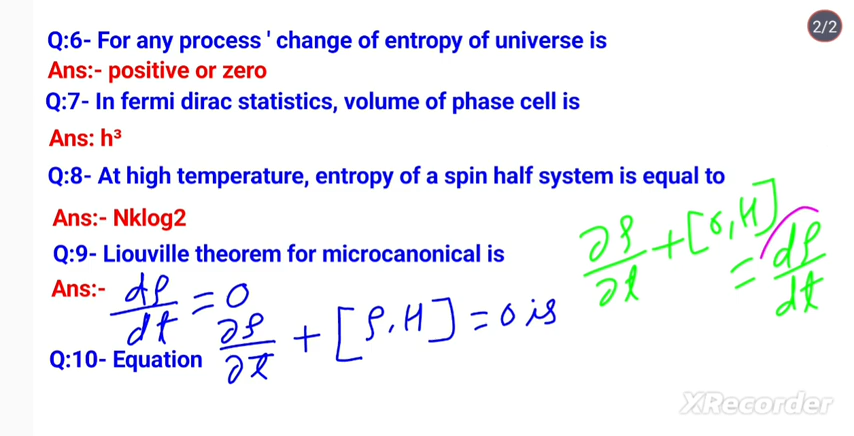 2/2
Q:6- For any process ' change of entropy of universe is
Ans:- positive or zero
Q:7- In fermi dirac statistics, volume of phase cell is
Ans: h³
Q:8- At high temperature, entropy of a spin half system is equal to
Ans:- Nklog2
Q:9- Liouville theorem for microcanonical is
Ans:- dρ/dt = 0
Q:10- Equation ∂ρ/∂t + [ρ, H] = 0 is
∂ρ/∂t + [σ, H]
= dρ/dt
XRecorder